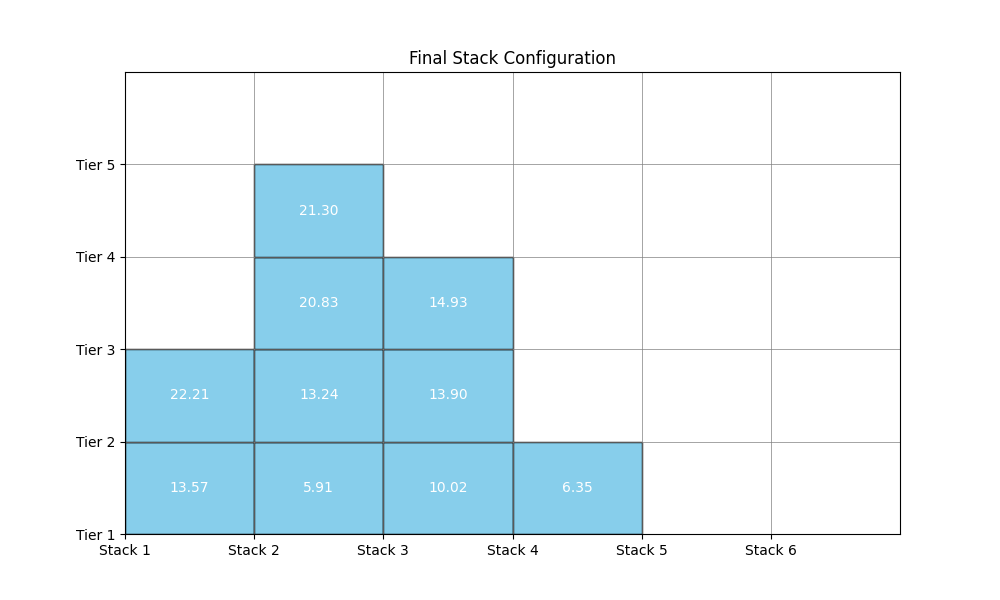 Final Stack Configuration
Tier 5
21.30
Tier 4
20.83 14.93
Tier 3
22.21 13.24 13.90
Tier 2
13.57 5.91 10.02 6.35
Tier 1
Stack 1 Stack 2 Stack 3 Stack 4 Stack 5 Stack 6